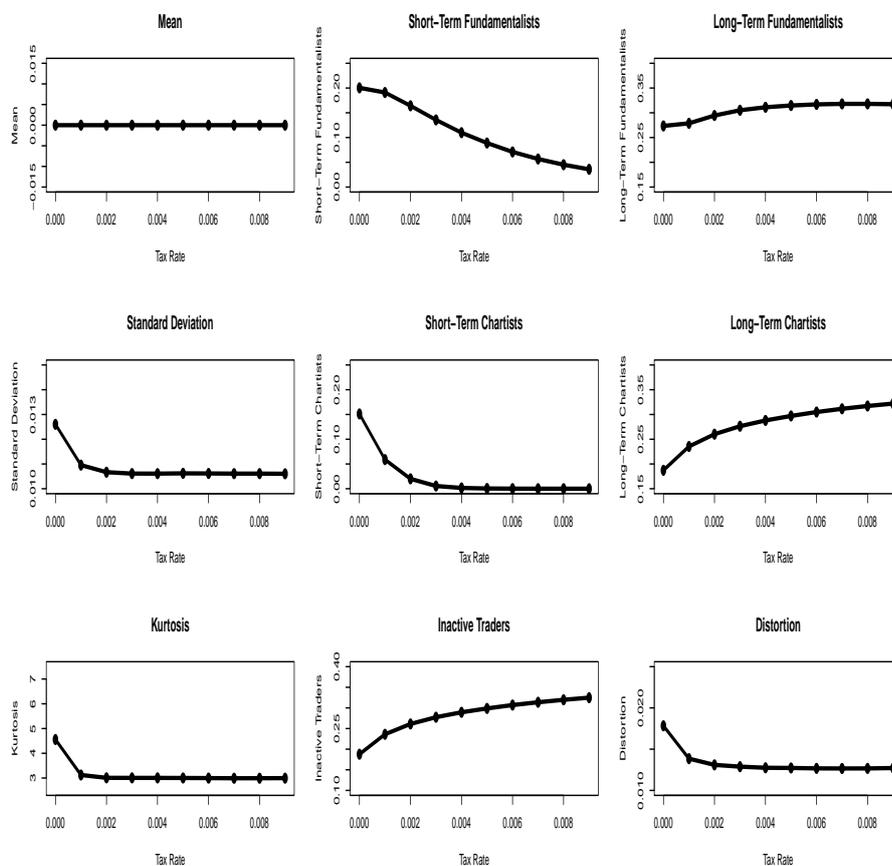 Mean
Mean
0.015
0.000
−0.015
0.000 0.002 0.004 0.006 0.008
Tax Rate
Short−Term Fundamentalists
Short−Term Fundamentalists
0.20
0.10
0.00
0.000 0.002 0.004 0.006 0.008
Tax Rate
Long−Term Fundamentalists
Long−Term Fundamentalists
0.35
0.25
0.15
0.000 0.002 0.004 0.006 0.008
Tax Rate
Standard Deviation
Standard Deviation
0.013
0.010
0.000 0.002 0.004 0.006 0.008
Tax Rate
Short−Term Chartists
Short−Term Chartists
0.20
0.10
0.00
0.000 0.002 0.004 0.006 0.008
Tax Rate
Long−Term Chartists
Long−Term Chartists
0.35
0.25
0.15
0.000 0.002 0.004 0.006 0.008
Tax Rate
Kurtosis
Kurtosis
7
6
5
4
3
0.000 0.002 0.004 0.006 0.008
Tax Rate
Inactive Traders
Inactive Traders
0.40
0.25
0.10
0.000 0.002 0.004 0.006 0.008
Tax Rate
Distortion
Distortion
0.020
0.010
0.000 0.002 0.004 0.006 0.008
Tax Rate